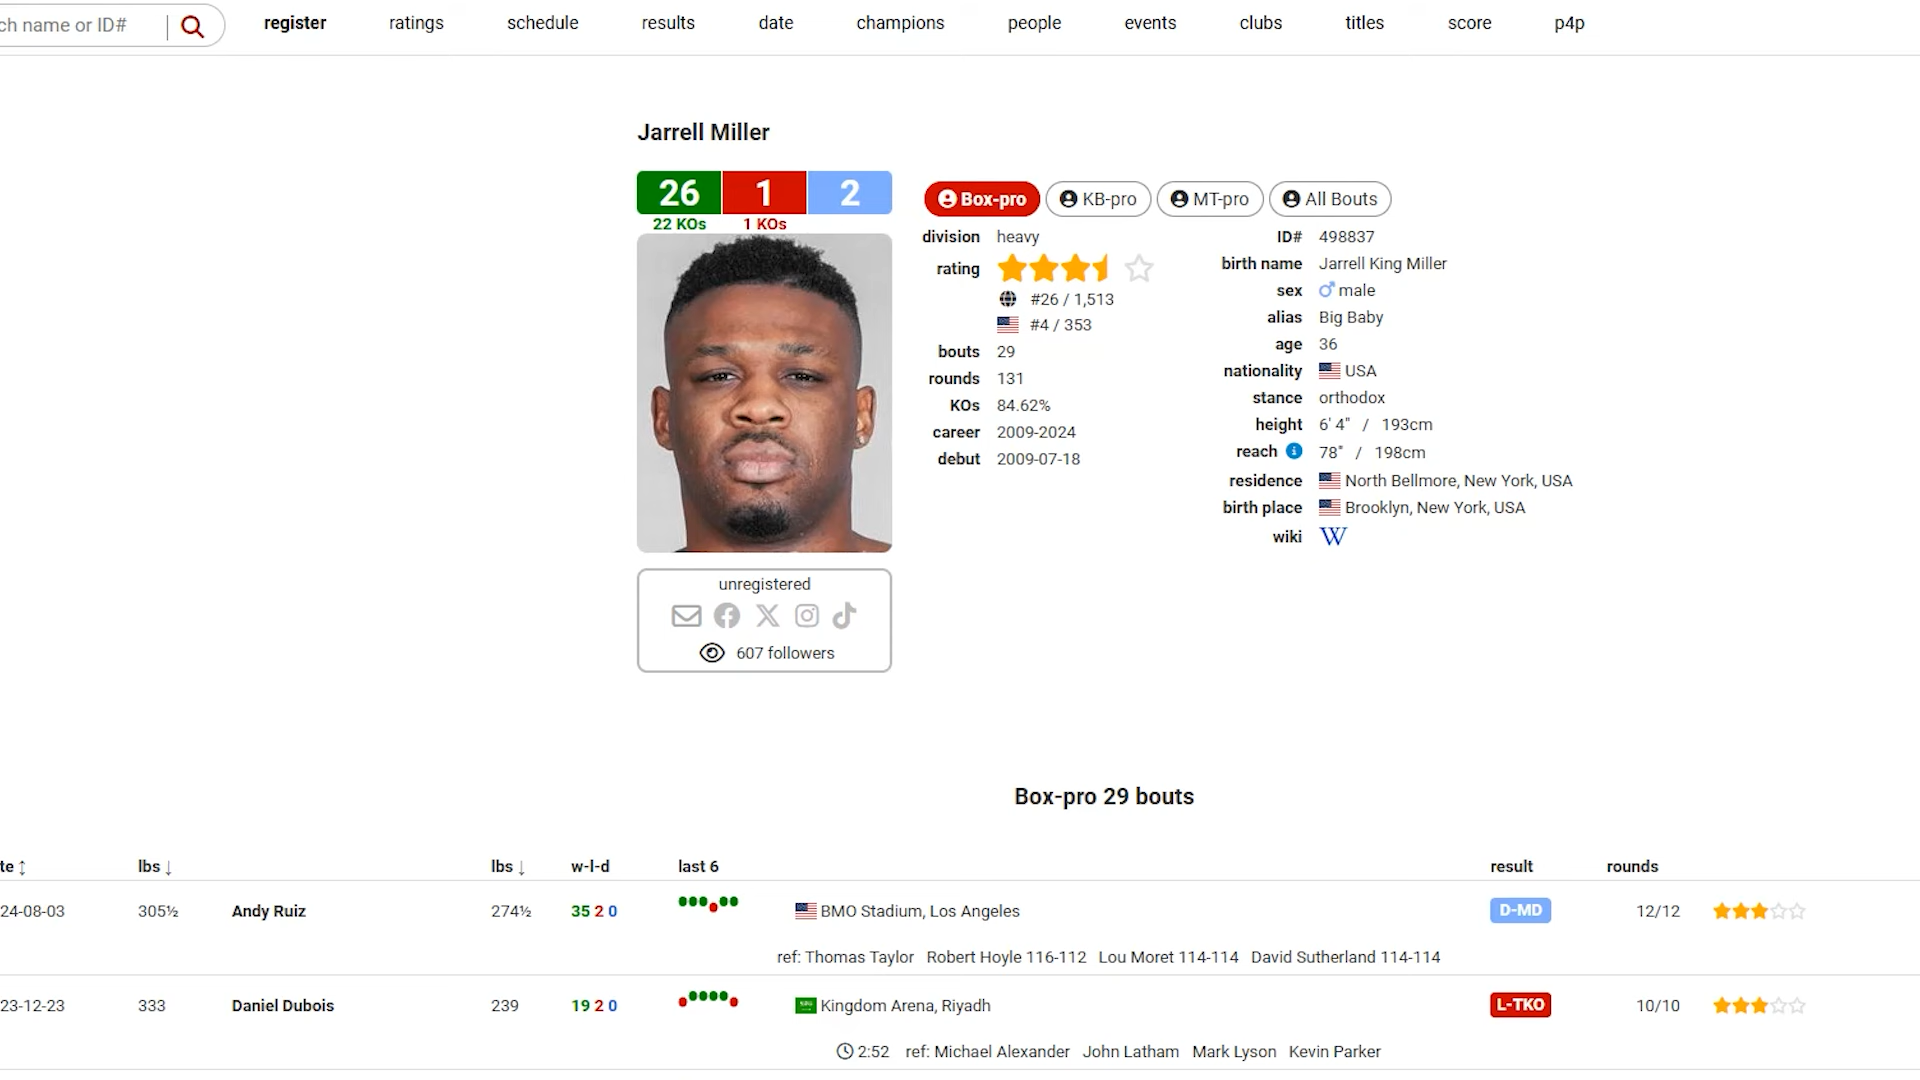 ch name or ID# register ratings schedule results date champions people events clubs titles score p4p
Jarrell Miller
26 1 2
22 KOs 1 KOs
Box-pro KB-pro MT-pro All Bouts
division heavy
rating
#26 / 1,513
#4 / 353
bouts 29
rounds 131
KOs 84.62%
career 2009-2024
debut 2009-07-18
ID# 498837
birth name Jarrell King Miller
sex ♂ male
alias Big Baby
age 36
nationality USA
stance orthodox
height 6' 4" / 193cm
reach i 78" / 198cm
residence North Bellmore, New York, USA
birth place Brooklyn, New York, USA
wiki W
unregistered
607 followers
Box-pro 29 bouts
te ↕ lbs ↓ lbs ↓ w-l-d last 6 result rounds
24-08-03 305½ Andy Ruiz 274½ 35 2 0 BMO Stadium, Los Angeles D-MD 12/12
ref: Thomas Taylor Robert Hoyle 116-112 Lou Moret 114-114 David Sutherland 114-114
23-12-23 333 Daniel Dubois 239 19 2 0 Kingdom Arena, Riyadh L-TKO 10/10
2:52 ref: Michael Alexander John Latham Mark Lyson Kevin Parker